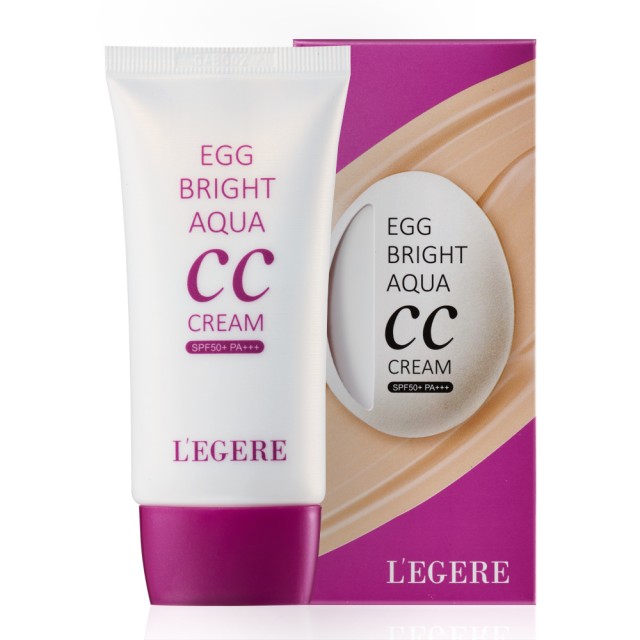 EGG
BRIGHT
AQUA
CC
CREAM
SPF50+ PA+++
L'EGERE
EGG
BRIGHT
AQUA
CC
CREAM
SPF50+ PA+++
L'EGERE